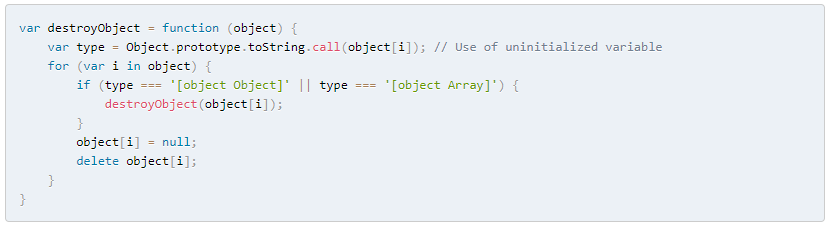 var destroyObject = function (object) {
    var type = Object.prototype.toString.call(object[i]); // Use of uninitialized variable
    for (var i in object) {
        if (type === '[object Object]' || type === '[object Array]') {
            destroyObject(object[i]);
        }
        object[i] = null;
        delete object[i];
    }
}